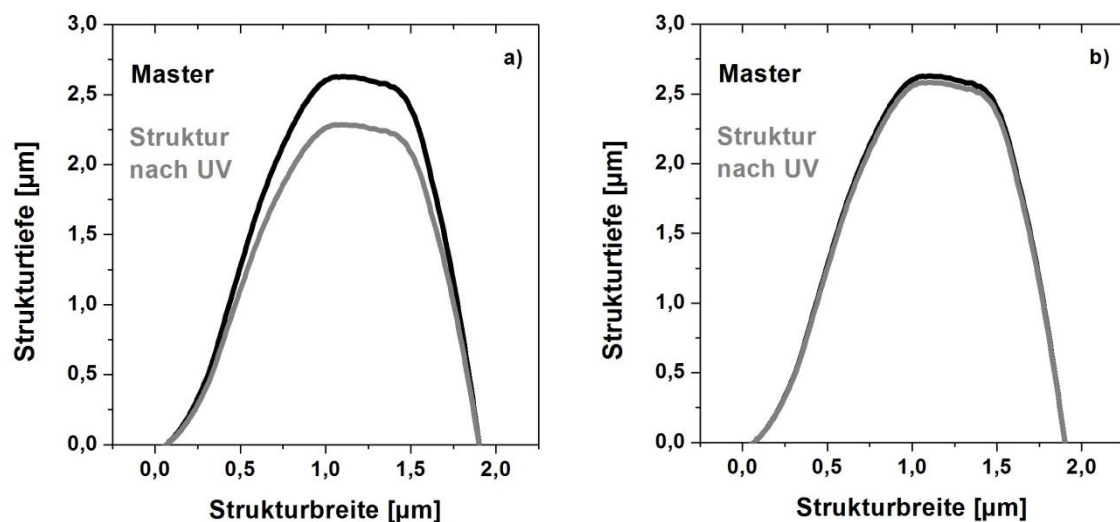 a)
Master
Struktur
nach UV
Strukturtiefe [µm]
3,0
2,5
2,0
1,5
1,0
0,5
0,0
0,0 0,5 1,0 1,5 2,0
Strukturbreite [µm]
b)
Master
Struktur
nach UV
Strukturtiefe [µm]
3,0
2,5
2,0
1,5
1,0
0,5
0,0
0,0 0,5 1,0 1,5 2,0
Strukturbreite [µm]